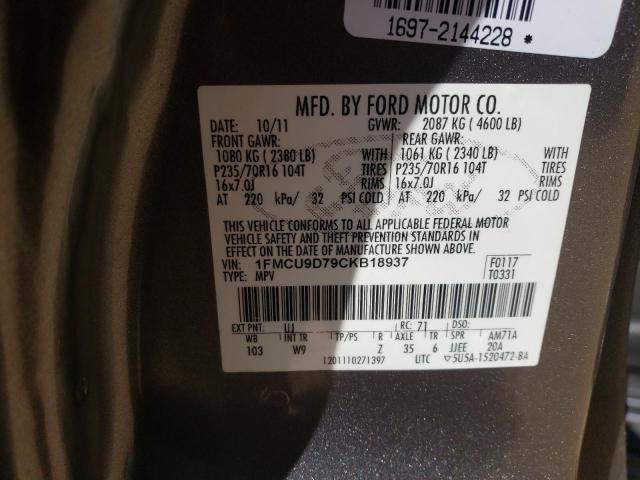 1697-2144228 *
MFD. BY FORD MOTOR CO.
DATE: 10/11 GVWR: 2087 KG ( 4600 LB)
FRONT GAWR: REAR GAWR:
1080 KG ( 2380 LB) WITH 1061 KG ( 2340 LB) WITH
P235/70R16 104T TIRES P235/70R16 104T TIRES
16x7.0J RIMS 16x7.0J RIMS
AT 220 kPa/ 32 PSI COLD AT 220 kPa/ 32 PSI COLD
THIS VEHICLE CONFORMS TO ALL APPLICABLE FEDERAL MOTOR
VEHICLE SAFETY AND THEFT PREVENTION STANDARDS IN
EFFECT ON THE DATE OF MANUFACTURE SHOWN ABOVE.
VIN: 1FMCU9D79CKB18937 F0117
TYPE: MPV T0331
EXT PNT: UJ RC: 71 DSO:
WB INT TR TP/PS R AXLE TR SPR AM71A
103 W9 Z 35 6 JJEE 20A
1201110271397 UTC ▽5U5A-1520472-BA